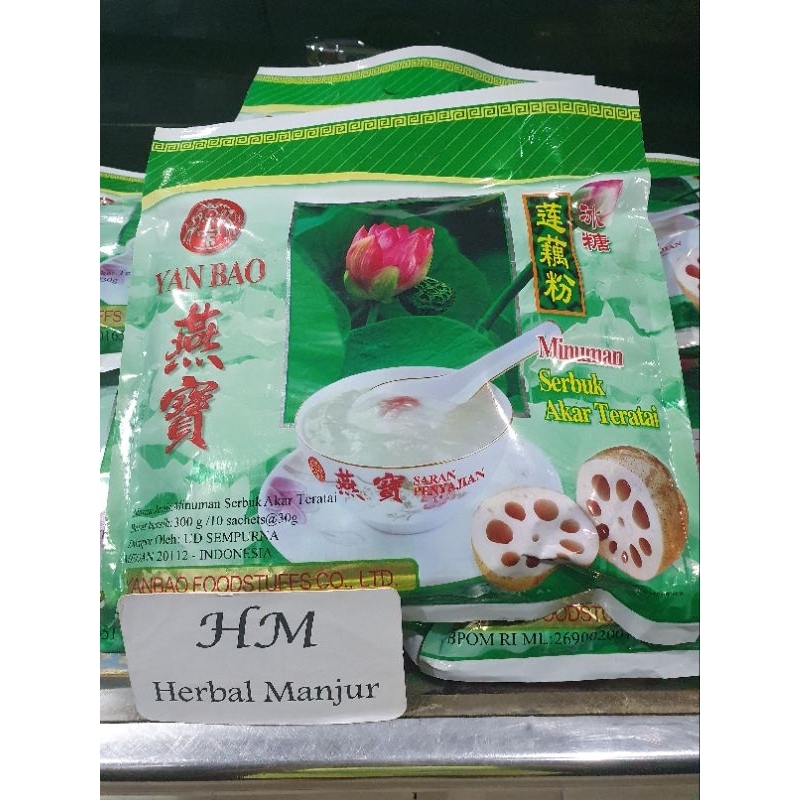 YAN BAO
燕寶
冰糖
莲藕粉
Minuman
Serbuk
Akar Teratai
燕寶
SARAN
PENYAJIAN
Minuman Serbuk Akar Teratai
300 g /10 sachets@30g
Oleh: UD SEMPURNA
20112 - INDONESIA
YANBAO FOODSTUFFS CO., LTD
HM
Herbal Manjur
BPOM RI ML: